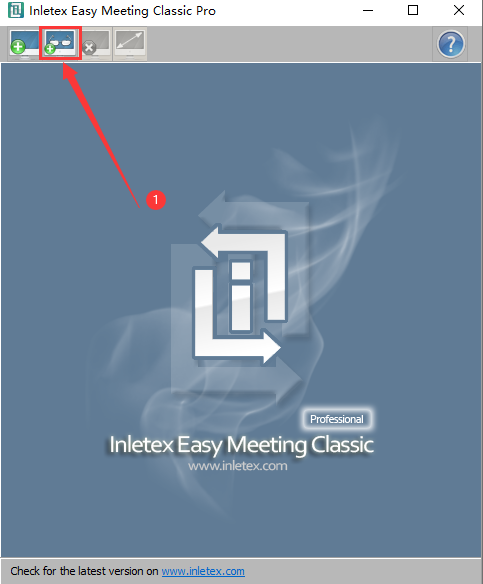 Inletex Easy Meeting Classic Pro
?
1
Professional
Inletex Easy Meeting Classic
www.inletex.com
Check for the latest version on www.inletex.com